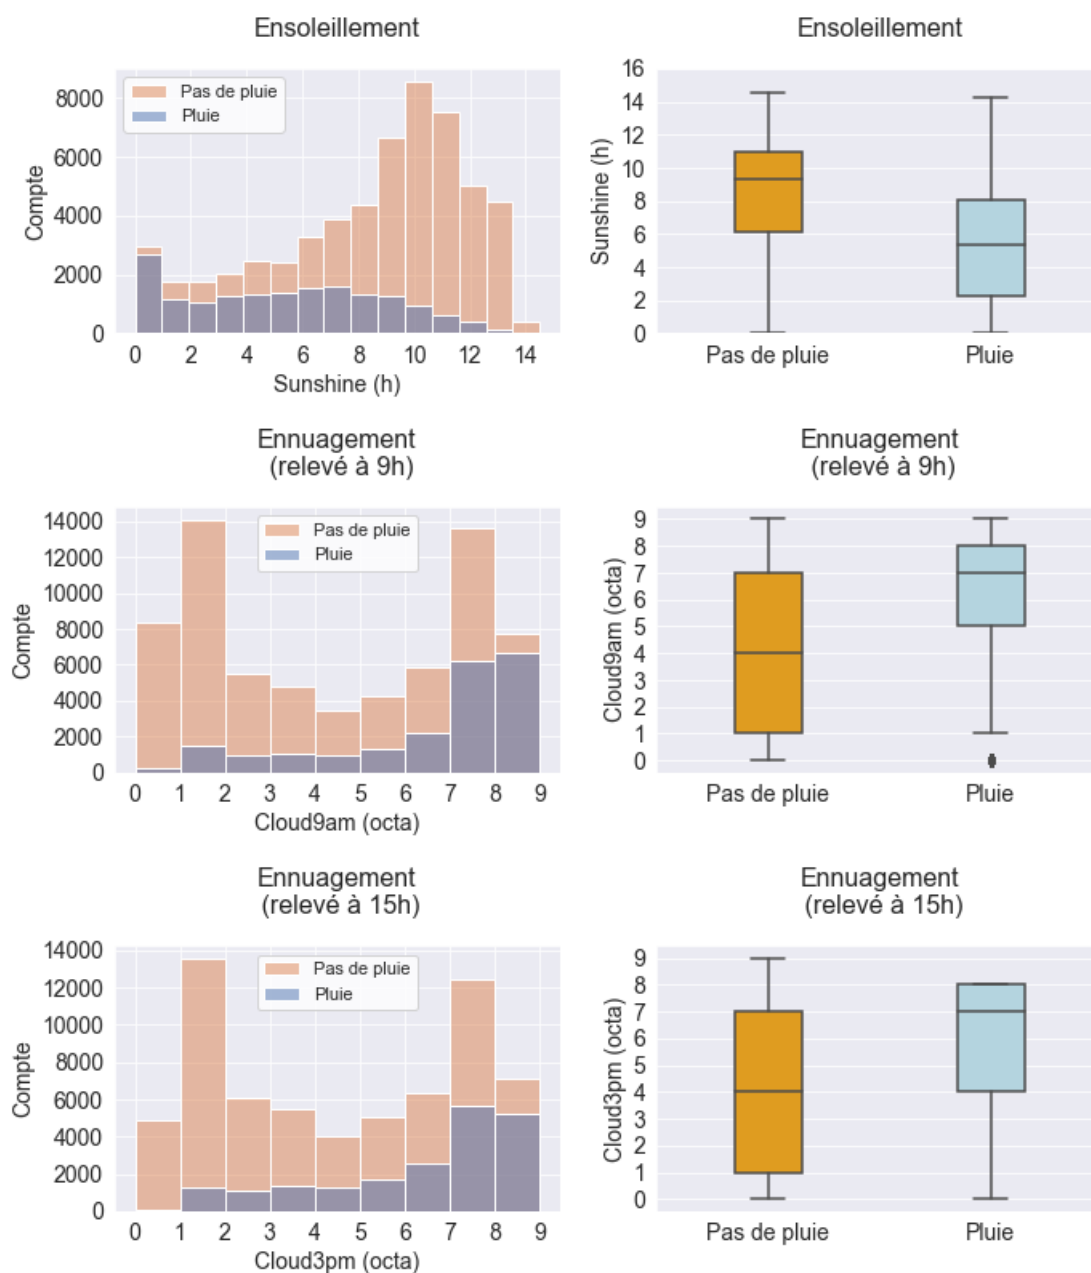 Ensoleillement
8000
6000
4000
2000
0
Compte
Pas de pluie
Pluie
0 2 4 6 8 10 12 14
Sunshine (h)
Ensoleillement
16
14
12
10
8
6
4
2
0
Sunshine (h)
Pas de pluie Pluie
Ennuagement
(relevé à 9h)
14000
12000
10000
8000
6000
4000
2000
0
Compte
Pas de pluie
Pluie
0 1 2 3 4 5 6 7 8 9
Cloud9am (octa)
Ennuagement
(relevé à 9h)
9
8
7
6
5
4
3
2
1
0
Cloud9am (octa)
Pas de pluie Pluie
Ennuagement
(relevé à 15h)
14000
12000
10000
8000
6000
4000
2000
0
Compte
Pas de pluie
Pluie
0 1 2 3 4 5 6 7 8 9
Cloud3pm (octa)
Ennuagement
(relevé à 15h)
9
8
7
6
5
4
3
2
1
0
Cloud3pm (octa)
Pas de pluie Pluie